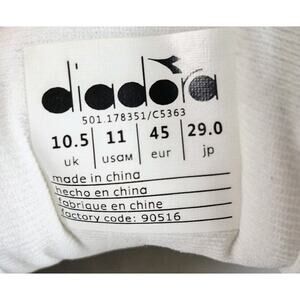 diadora
501.178351/C5363
10.5 11 45 29.0
uk USAM eur jp
made in china
hecho en china
fabrique en chine
factory code: 90516